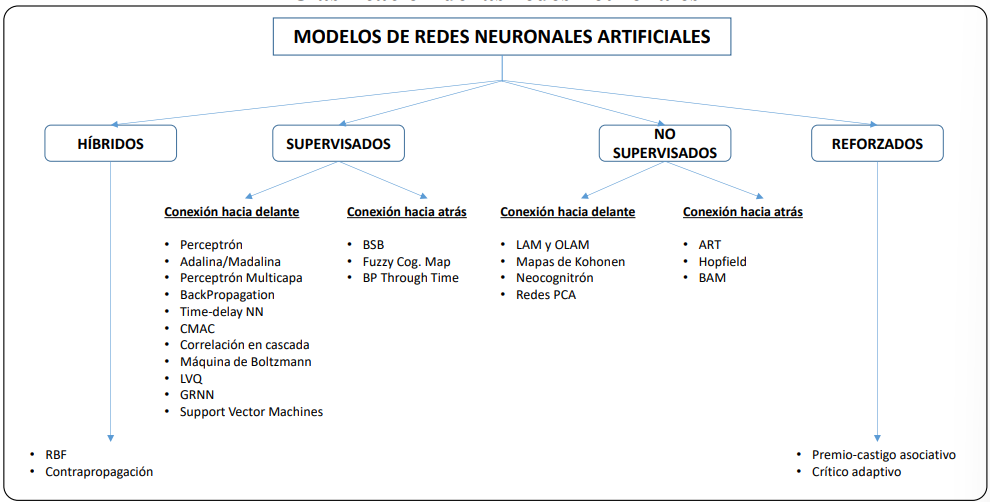 MODELOS DE REDES NEURONALES ARTIFICIALES
HÍBRIDOS
SUPERVISADOS
NO
SUPERVISADOS
REFORZADOS
Conexión hacia delante
• Perceptrón
• Adalina/Madalina
• Perceptrón Multicapa
• BackPropagation
• Time-delay NN
• CMAC
• Correlación en cascada
• Máquina de Boltzmann
• LVQ
• GRNN
• Support Vector Machines
Conexión hacia atrás
• BSB
• Fuzzy Cog. Map
• BP Through Time
Conexión hacia delante
• LAM y OLAM
• Mapas de Kohonen
• Neocognitrón
• Redes PCA
Conexión hacia atrás
• ART
• Hopfield
• BAM
• RBF
• Contrapropagación
• Premio-castigo asociativo
• Crítico adaptivo